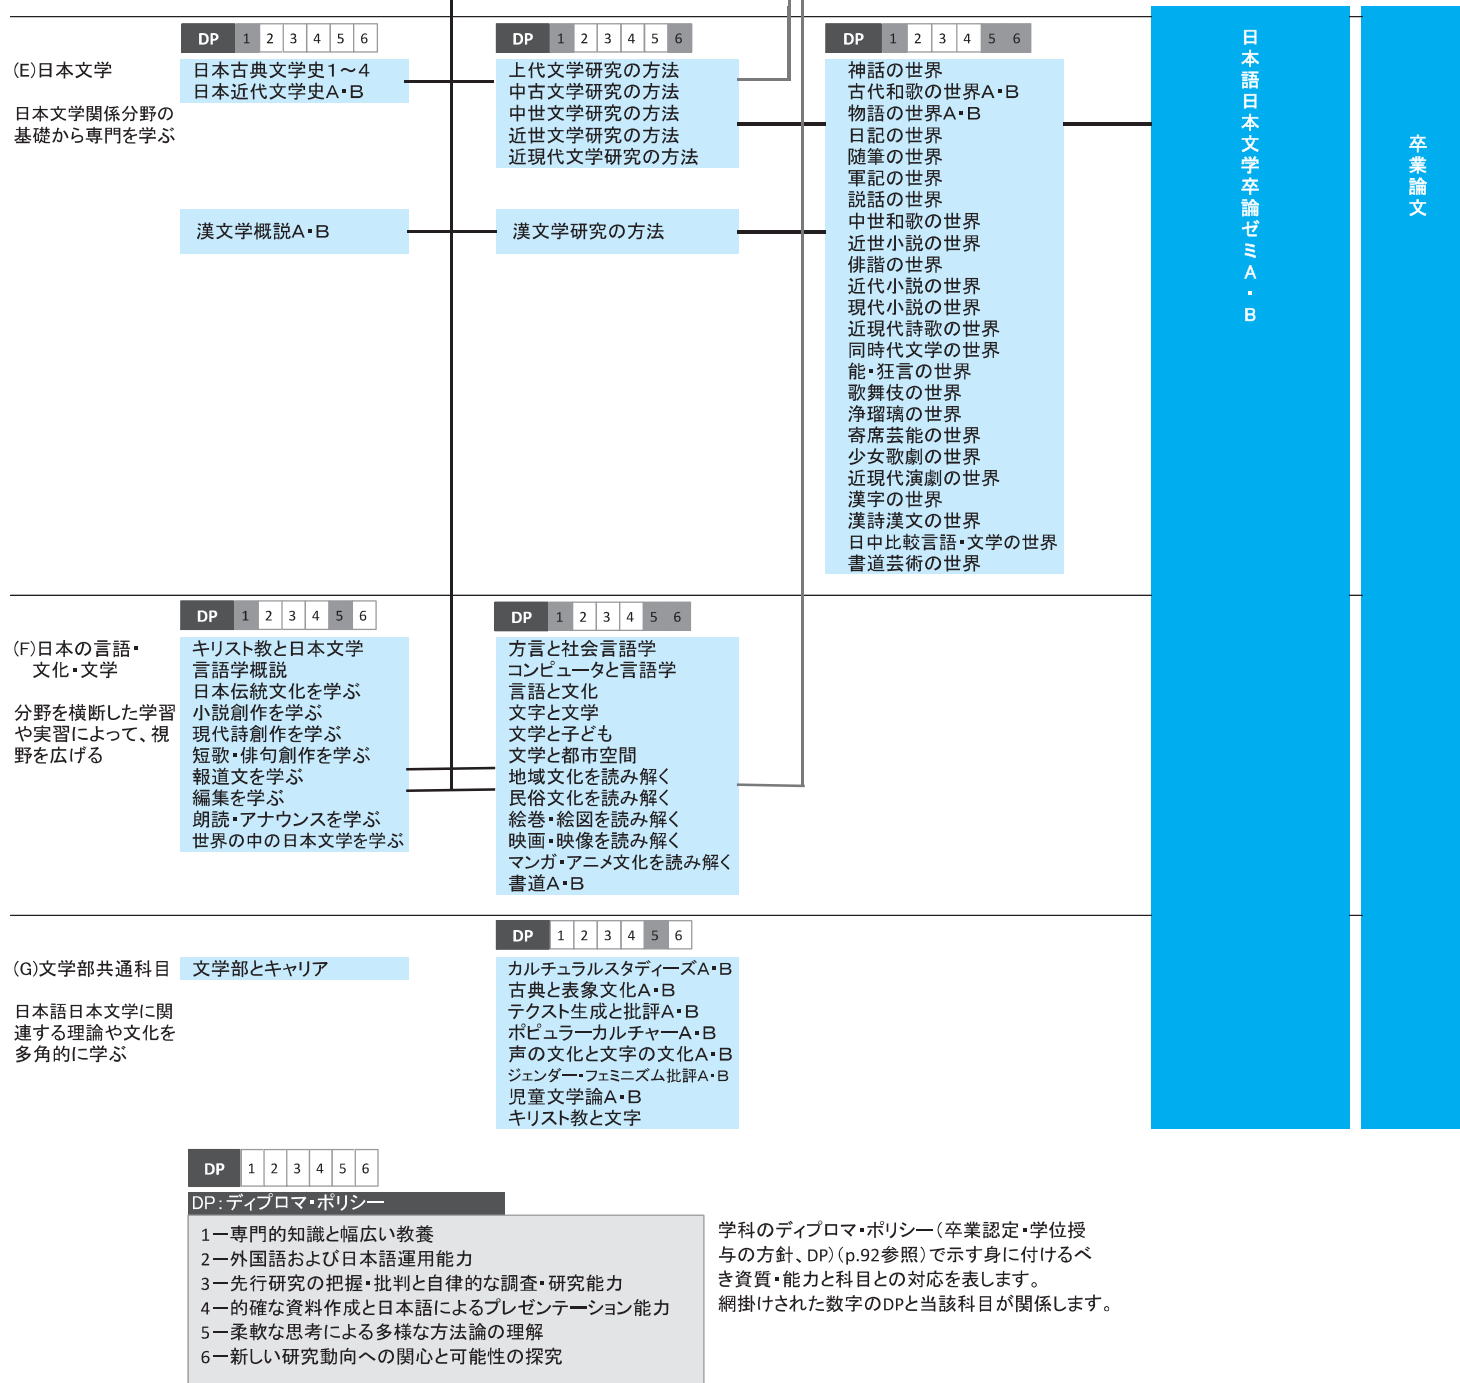 DP 1 2 3 4 5 6
(E)日本文学
日本文学関係分野の
基礎から専門を学ぶ
日本古典文学史1～4
日本近代文学史A・B
漢文学概説A・B
DP 1 2 3 4 5 6
上代文学研究の方法
中古文学研究の方法
中世文学研究の方法
近世文学研究の方法
近現代文学研究の方法
漢文学研究の方法
DP 1 2 3 4 5 6
神話の世界
古代和歌の世界A・B
物語の世界A・B
日記の世界
随筆の世界
軍記の世界
説話の世界
中世和歌の世界
近世小説の世界
俳諧の世界
近代小説の世界
現代小説の世界
近現代詩歌の世界
同時代文学の世界
能・狂言の世界
歌舞伎の世界
浄瑠璃の世界
寄席芸能の世界
少女歌劇の世界
近現代演劇の世界
漢字の世界
漢詩漢文の世界
日中比較言語・文学の世界
書道芸術の世界
日本語日本文学卒論ゼミA・B
卒業論文
(F)日本の言語・
文化・文学
分野を横断した学習
や実習によって、視
野を広げる
DP 1 2 3 4 5 6
キリスト教と日本文学
言語学概説
日本伝統文化を学ぶ
小説創作を学ぶ
現代詩創作を学ぶ
短歌・俳句創作を学ぶ
報道文を学ぶ
編集を学ぶ
朗読・アナウンスを学ぶ
世界の中の日本文学を学ぶ
DP 1 2 3 4 5 6
方言と社会言語学
コンピュータと言語学
言語と文化
文字と文学
文学と子ども
文学と都市空間
地域文化を読み解く
民俗文化を読み解く
絵巻・絵図を読み解く
映画・映像を読み解く
マンガ・アニメ文化を読み解く
書道A・B
(G)文学部共通科目
日本語日本文学に関
連する理論や文化を
多角的に学ぶ
文学部とキャリア
DP 1 2 3 4 5 6
カルチュラルスタディーズA・B
古典と表象文化A・B
テクスト生成と批評A・B
ポピュラーカルチャーA・B
声の文化と文字の文化A・B
ジェンダー・フェミニズム批評A・B
児童文学論A・B
キリスト教と文字
DP 1 2 3 4 5 6
DP：ディプロマ・ポリシー
1ー専門的知識と幅広い教養
2ー外国語および日本語運用能力
3ー先行研究の把握・批判と自律的な調査・研究能力
4ー的確な資料作成と日本語によるプレゼンテーション能力
5ー柔軟な思考による多様な方法論の理解
6ー新しい研究動向への関心と可能性の探究
学科のディプロマ・ポリシー（卒業認定・学位授
与の方針、DP）（p.92参照）で示す身に付けるべ
き資質・能力と科目との対応を表します。
網掛けされた数字のDPと当該科目が関係します。